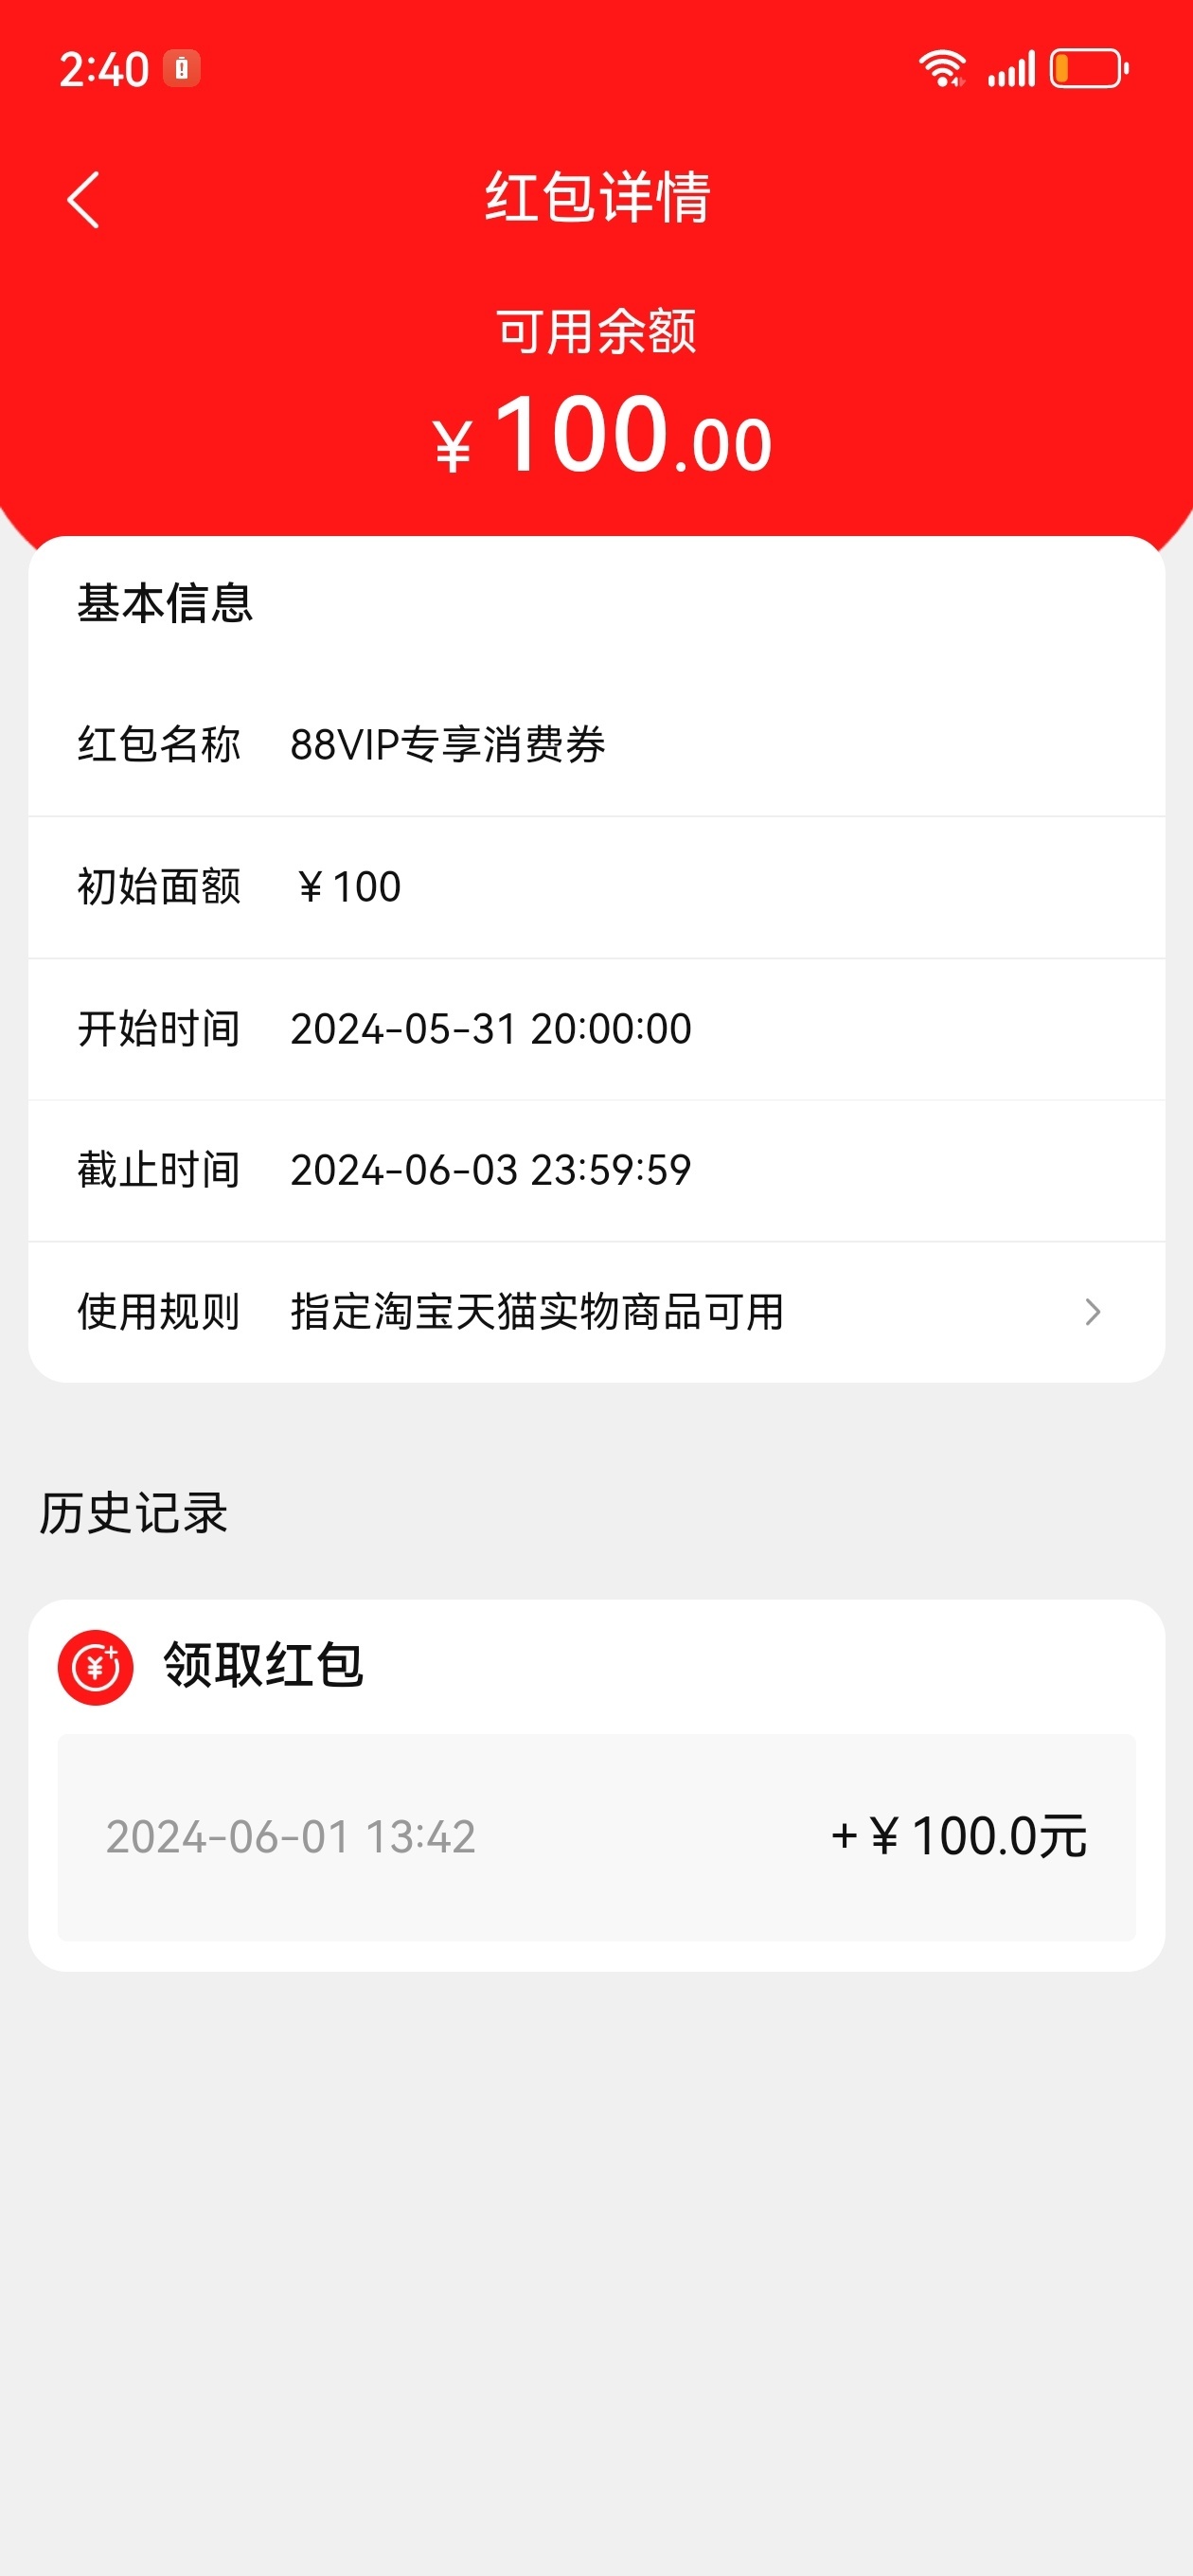 2:40
红包详情
可用余额
¥100.00
基本信息
红包名称 88VIP专享消费券
初始面额 ¥100
开始时间 2024-05-31 20:00:00
截止时间 2024-06-03 23:59:59
使用规则 指定淘宝天猫实物商品可用
历史记录
领取红包
2024-06-01 13:42 +¥100.0元